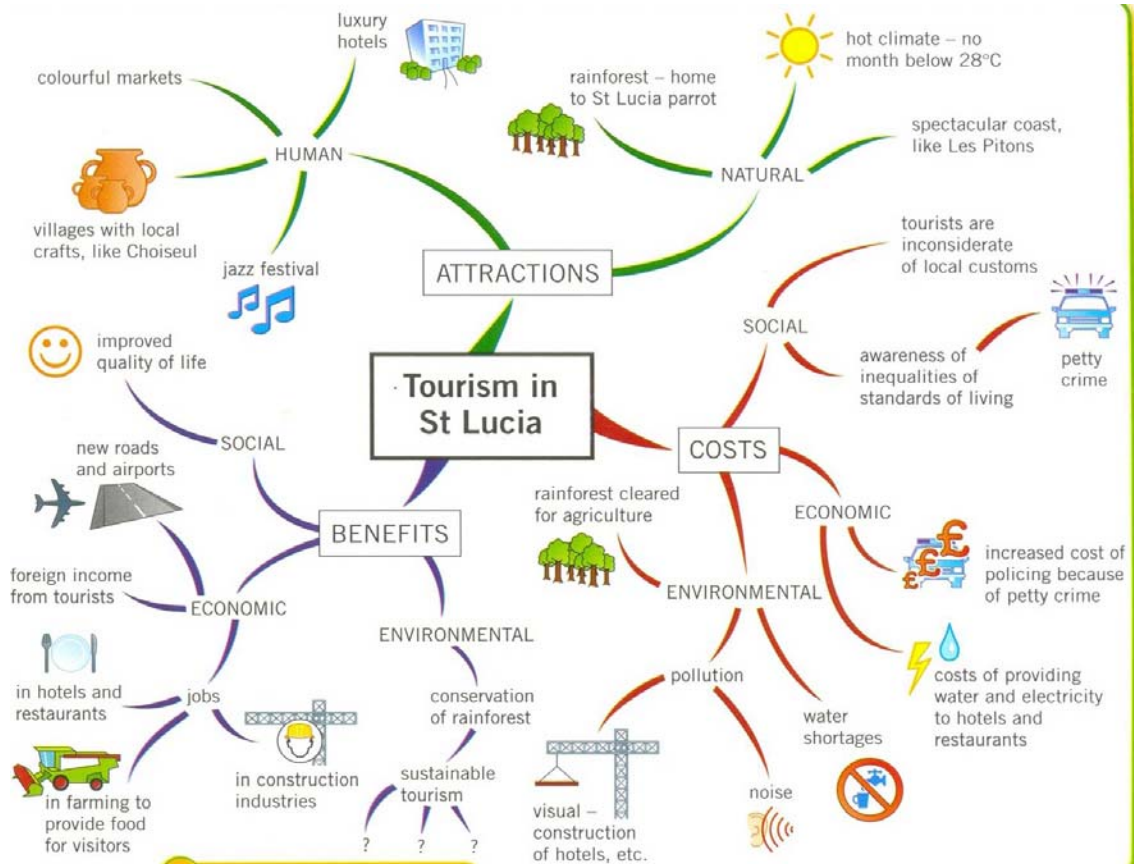 Tourism in
St Lucia
ATTRACTIONS
HUMAN
colourful markets
luxury
hotels
villages with local
crafts, like Choiseul
jazz festival
NATURAL
rainforest – home
to St Lucia parrot
hot climate – no
month below 28°C
spectacular coast,
like Les Pitons
COSTS
SOCIAL
tourists are
inconsiderate
of local customs
awareness of
inequalities of
standards of living
petty
crime
ECONOMIC
£
£
£
increased cost of
policing because
of petty crime
costs of providing
water and electricity
to hotels and
restaurants
ENVIRONMENTAL
rainforest cleared
for agriculture
pollution
visual –
construction
of hotels, etc.
noise
water
shortages
BENEFITS
SOCIAL
improved
quality of life
ECONOMIC
new roads
and airports
foreign income
from tourists
jobs
in hotels and
restaurants
in farming to
provide food
for visitors
in construction
industries
ENVIRONMENTAL
conservation
of rainforest
sustainable
tourism
? ? ?